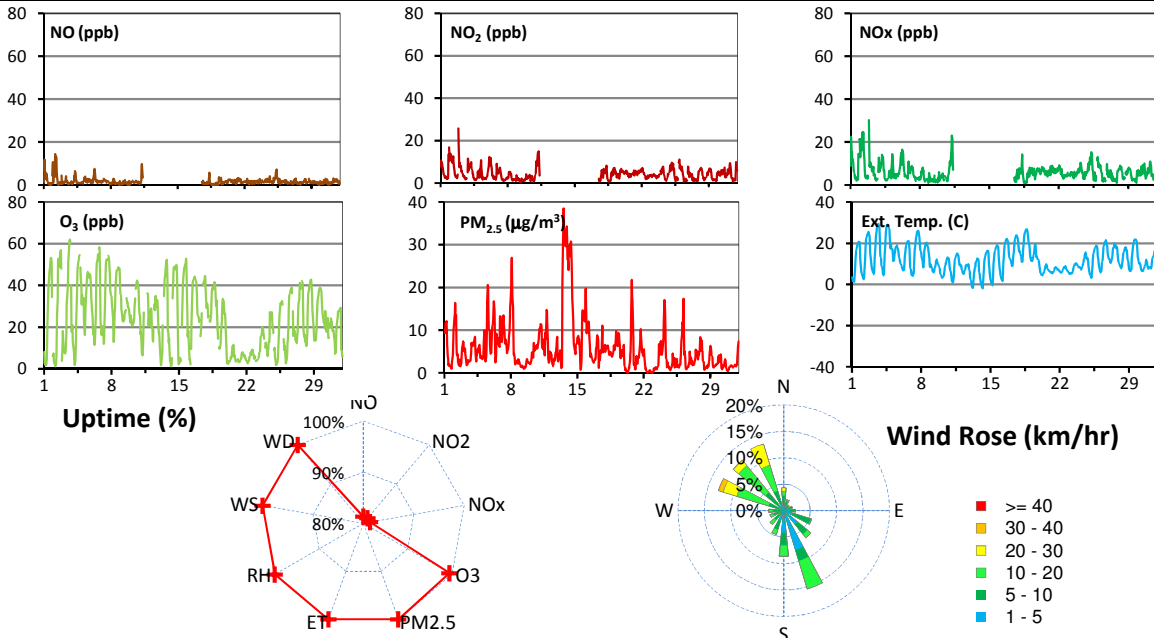 NO (ppb)
80
60
40
20
0
NO₂ (ppb)
80
60
40
20
0
NOx (ppb)
80
60
40
20
0
O₃ (ppb)
80
60
40
20
0
1 8 15 22 29
PM₂.₅ (µg/m³)
40
30
20
10
0
1 8 15 22 29
Ext. Temp. (C)
40
20
0
-20
-40
1 8 15 22 29
Uptime (%)
100%
90%
80%
NO
NO2
NOx
O3
PM2.5
ET
RH
WS
WD
Wind Rose (km/hr)
N
E
S
W
20%
15%
10%
5%
0%
>= 40
30 - 40
20 - 30
10 - 20
5 - 10
1 - 5